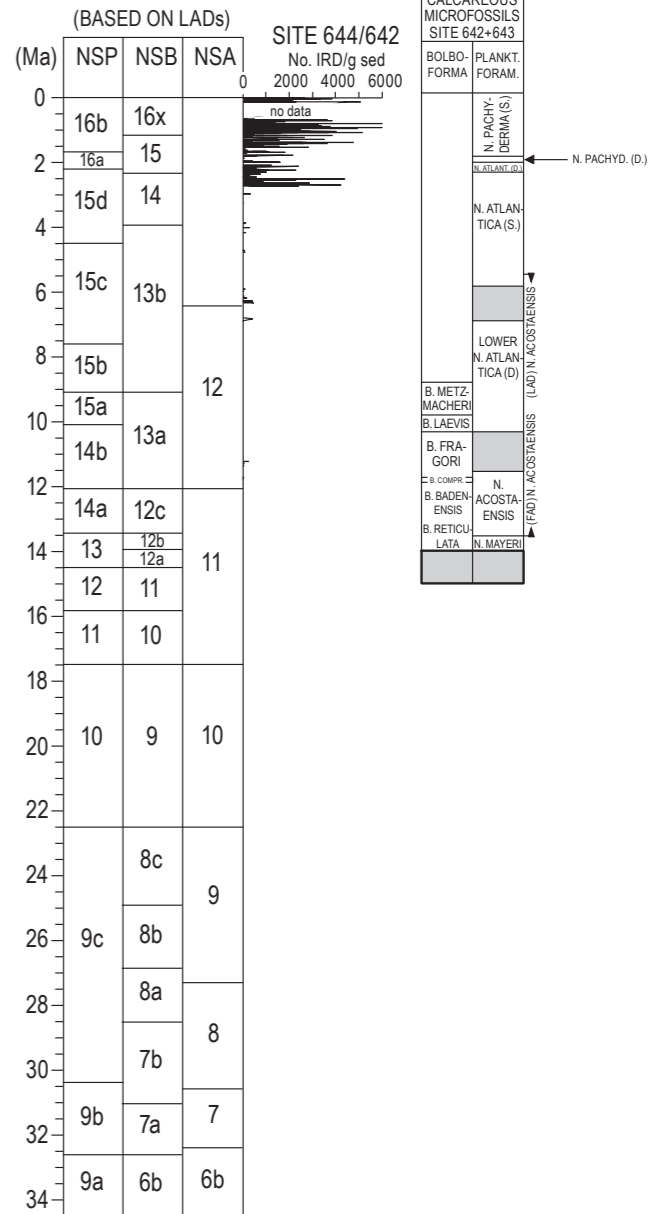 (BASED ON LADs)
(Ma) NSP NSB NSA
0
2
4
6
8
10
12
14
16
18
20
22
24
26
28
30
32
34
16b
16a
15d
15c
15b
15a
14b
14a
13
12
11
10
9c
9b
9a
16x
15
14
13b
13a
12c
12b
12a
11
10
9
8c
8b
8a
7b
7a
6b
12
11
10
9
8
7
6b
SITE 644/642
No. IRD/g sed
0 2000 4000 6000
no data
CALCAREOUS
MICROFOSSILS
SITE 642+643
BOLBO-
FORMA
PLANKT.
FORAM.
B. METZ-
MACHERI
B. LAEVIS
B. FRA-
GORI
B. COMPR.
B. BADEN-
ENSIS
B. RETICU-
LATA
N. PACHY-
DERMA (S.)
N. ATLANT. (D.)
N. ATLAN-
TICA (S.)
LOWER
N. ATLAN-
TICA (D)
N.
ACOSTA-
ENSIS
N. MAYERI
N. PACHYD. (D.)
(LAD) N. ACOSTAENSIS
(FAD) N. ACOSTAENSIS